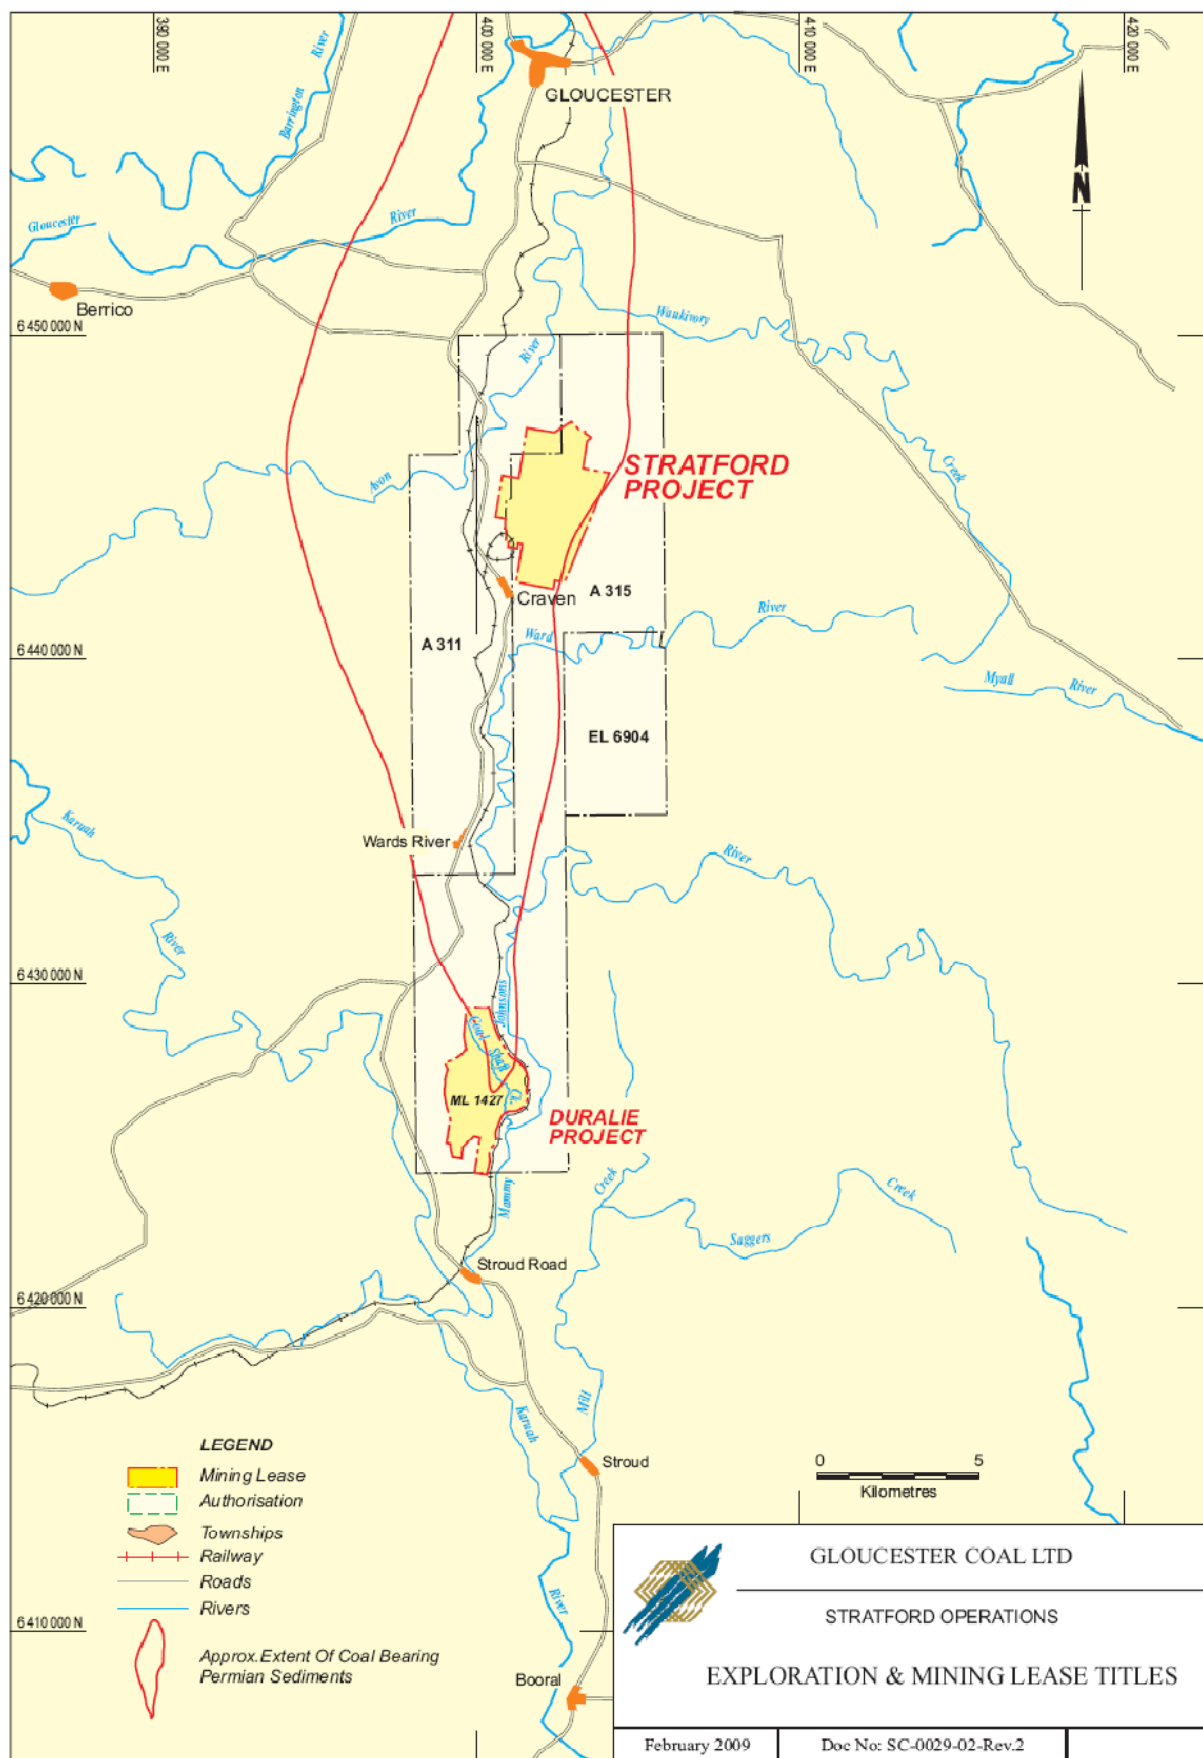 390 000 E
400 000 E
410 000 E
420 000 E
River
Barrington
GLOUCESTER
N
Gloucester
River
Berrico
Waukivory
6 450 000 N
River
STRATFORD
PROJECT
Creek
Avon
Craven
A 315
River
Ward
A 311
6 440 000 N
Myall
River
EL 6904
Karuah
Wards River
River
River
6 430 000 N
Johnsons
Coal
Shaft
Ck.
ML 1427
DURALIE
PROJECT
Mammy
Creek
Creek
Saggers
Stroud Road
6 420 000 N
Karuah
Mill
Stroud
LEGEND
Mining Lease
Authorisation
Townships
Railway
Roads
Rivers
Approx.Extent Of Coal Bearing
Permian Sediments
0 5
Kilometres
River
6 410 000 N
Booral
GLOUCESTER COAL LTD
STRATFORD OPERATIONS
EXPLORATION & MINING LEASE TITLES
February 2009
Doc No: SC-0029-02-Rev.2